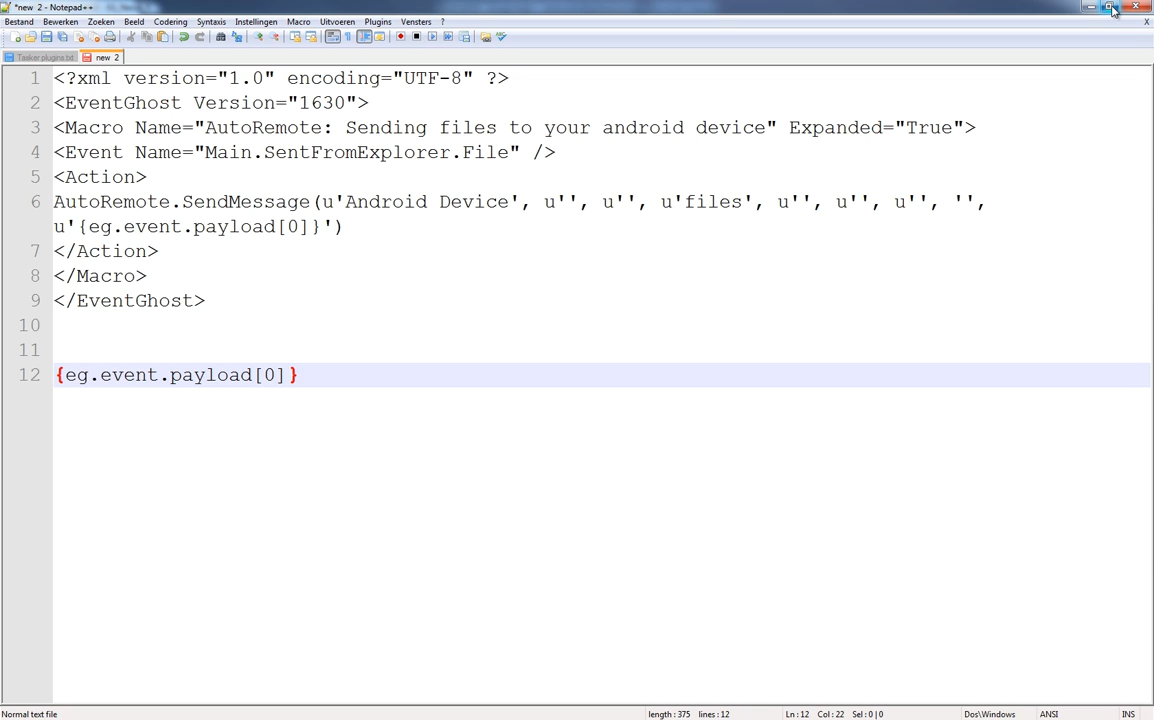 *new 2 - Notepad++
Bestand Bewerken Zoeken Beeld Codering Syntaxis Instellingen Macro Uitvoeren Plugins Vensters ? X
Tasker plugins.txt new 2
1 <?xml version="1.0" encoding="UTF-8" ?>
2 <EventGhost Version="1630">
3 <Macro Name="AutoRemote: Sending files to your android device" Expanded="True">
4 <Event Name="Main.SentFromExplorer.File" />
5 <Action>
6 AutoRemote.SendMessage(u'Android Device', u'', u'', u'files', u'', u'', u'', '',
u'{eg.event.payload[0]}')
7 </Action>
8 </Macro>
9 </EventGhost>
10
11
12 {eg.event.payload[0]}
Normal text file length : 375 lines : 12 Ln : 12 Col : 22 Sel : 0 | 0 Dos\Windows ANSI INS